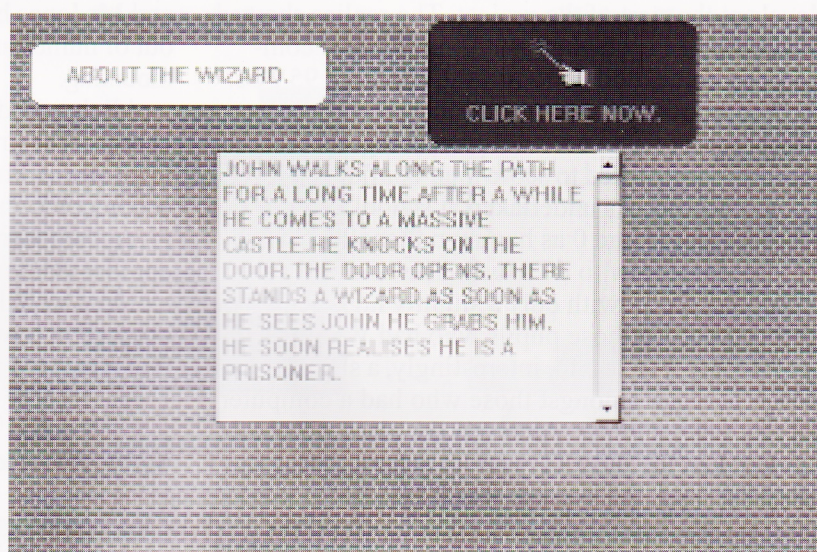 ABOUT THE WIZARD.
CLICK HERE NOW.
JOHN WALKS ALONG THE PATH
FOR A LONG TIME.AFTER A WHILE
HE COMES TO A MASSIVE
CASTLE.HE KNOCKS ON THE
DOOR.THE DOOR OPENS. THERE
STANDS A WIZARD.AS SOON AS
HE SEES JOHN HE GRABS HIM.
HE SOON REALISES HE IS A
PRISONER.